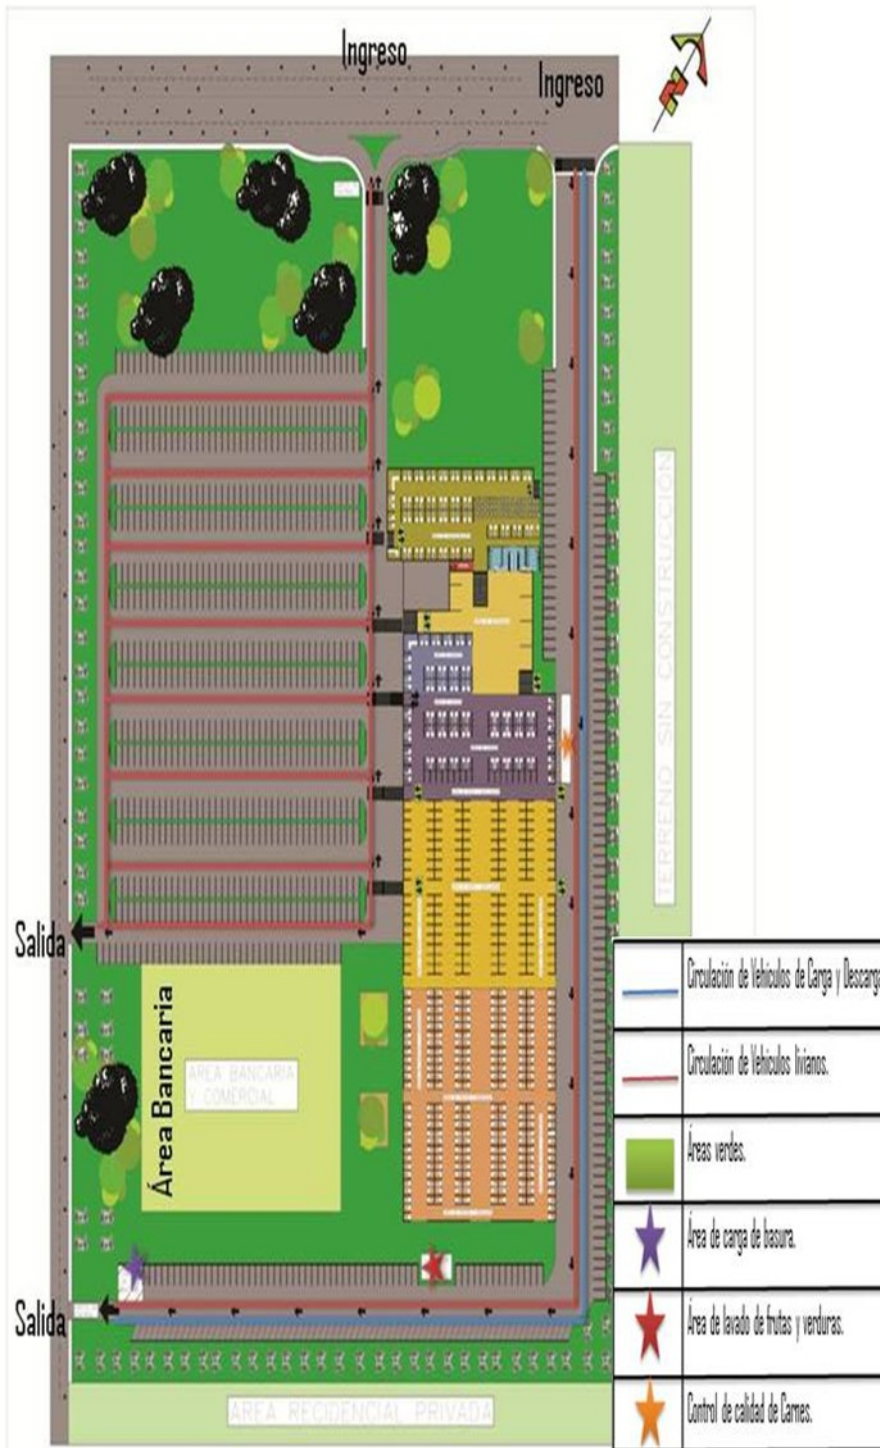 Ingreso
Ingreso
N
TERRENO SIN CONSTRUCCION
Salida
Área Bancaria
AREA BANCARIA
Y COMERCIAL
Salida
AREA RECIDENCIAL PRIVADA
Circulación de Vehículos de Carga y Descarga
Circulación de Vehículos livianos.
Áreas verdes.
Área de carga de basura.
Área de lavado de frutas y verduras.
Control de calidad de Carnes.